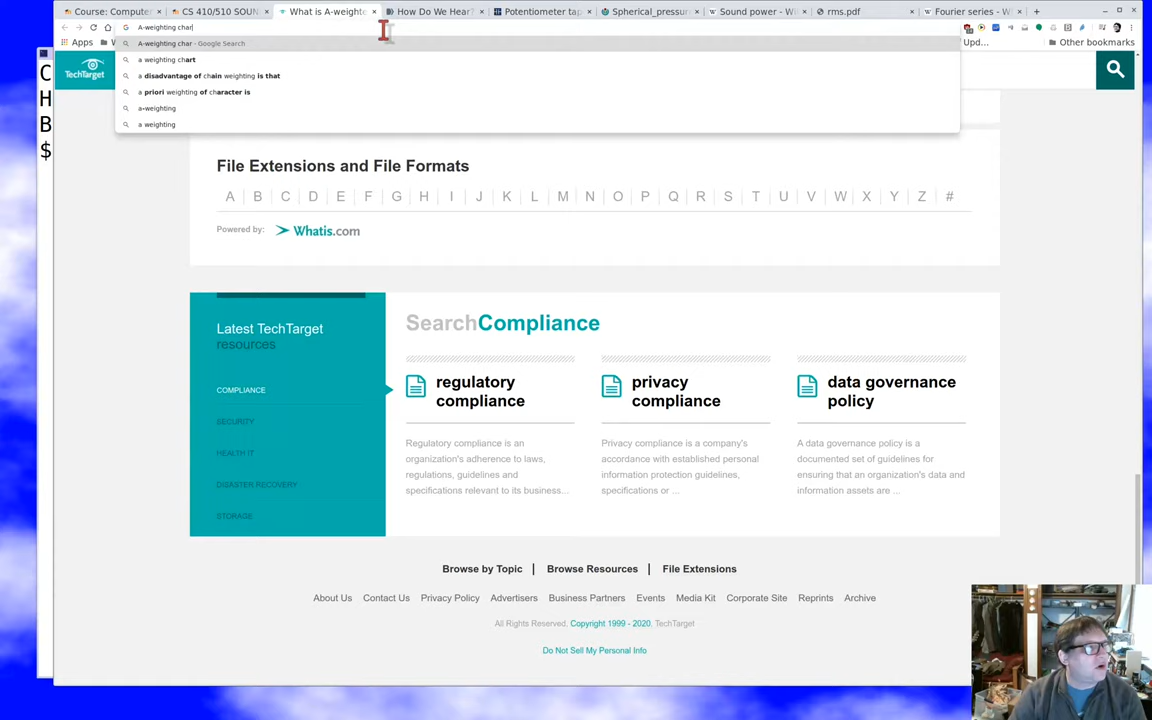 Course: Computer
CS 410/510 SOUN
What is A-weighte
How Do We Hear?
Potentiometer tap
Spherical_pressur
Sound power - Wi
rms.pdf
Fourier series - W
A-weighting char
Apps
Upd...
Other bookmarks
A-weighting char - Google Search
a weighting chart
a disadvantage of chain weighting is that
a priori weighting of character is
a-weighting
a weighting
TechTarget
C
H
B
$
File Extensions and File Formats
A B C D E F G H I J K L M N O P Q R S T U V W X Y Z #
Powered by: Whatis.com
Latest TechTarget
resources
COMPLIANCE
SECURITY
HEALTH IT
DISASTER RECOVERY
STORAGE
SearchCompliance
regulatory
compliance
Regulatory compliance is an
organization's adherence to laws,
regulations, guidelines and
specifications relevant to its business...
privacy
compliance
Privacy compliance is a company's
accordance with established personal
information protection guidelines,
specifications or ...
data governance
policy
A data governance policy is a
documented set of guidelines for
ensuring that an organization's data and
information assets are ...
Browse by Topic | Browse Resources | File Extensions
About Us Contact Us Privacy Policy Advertisers Business Partners Events Media Kit Corporate Site Reprints Archive
All Rights Reserved, Copyright 1999 - 2020, TechTarget
Do Not Sell My Personal Info